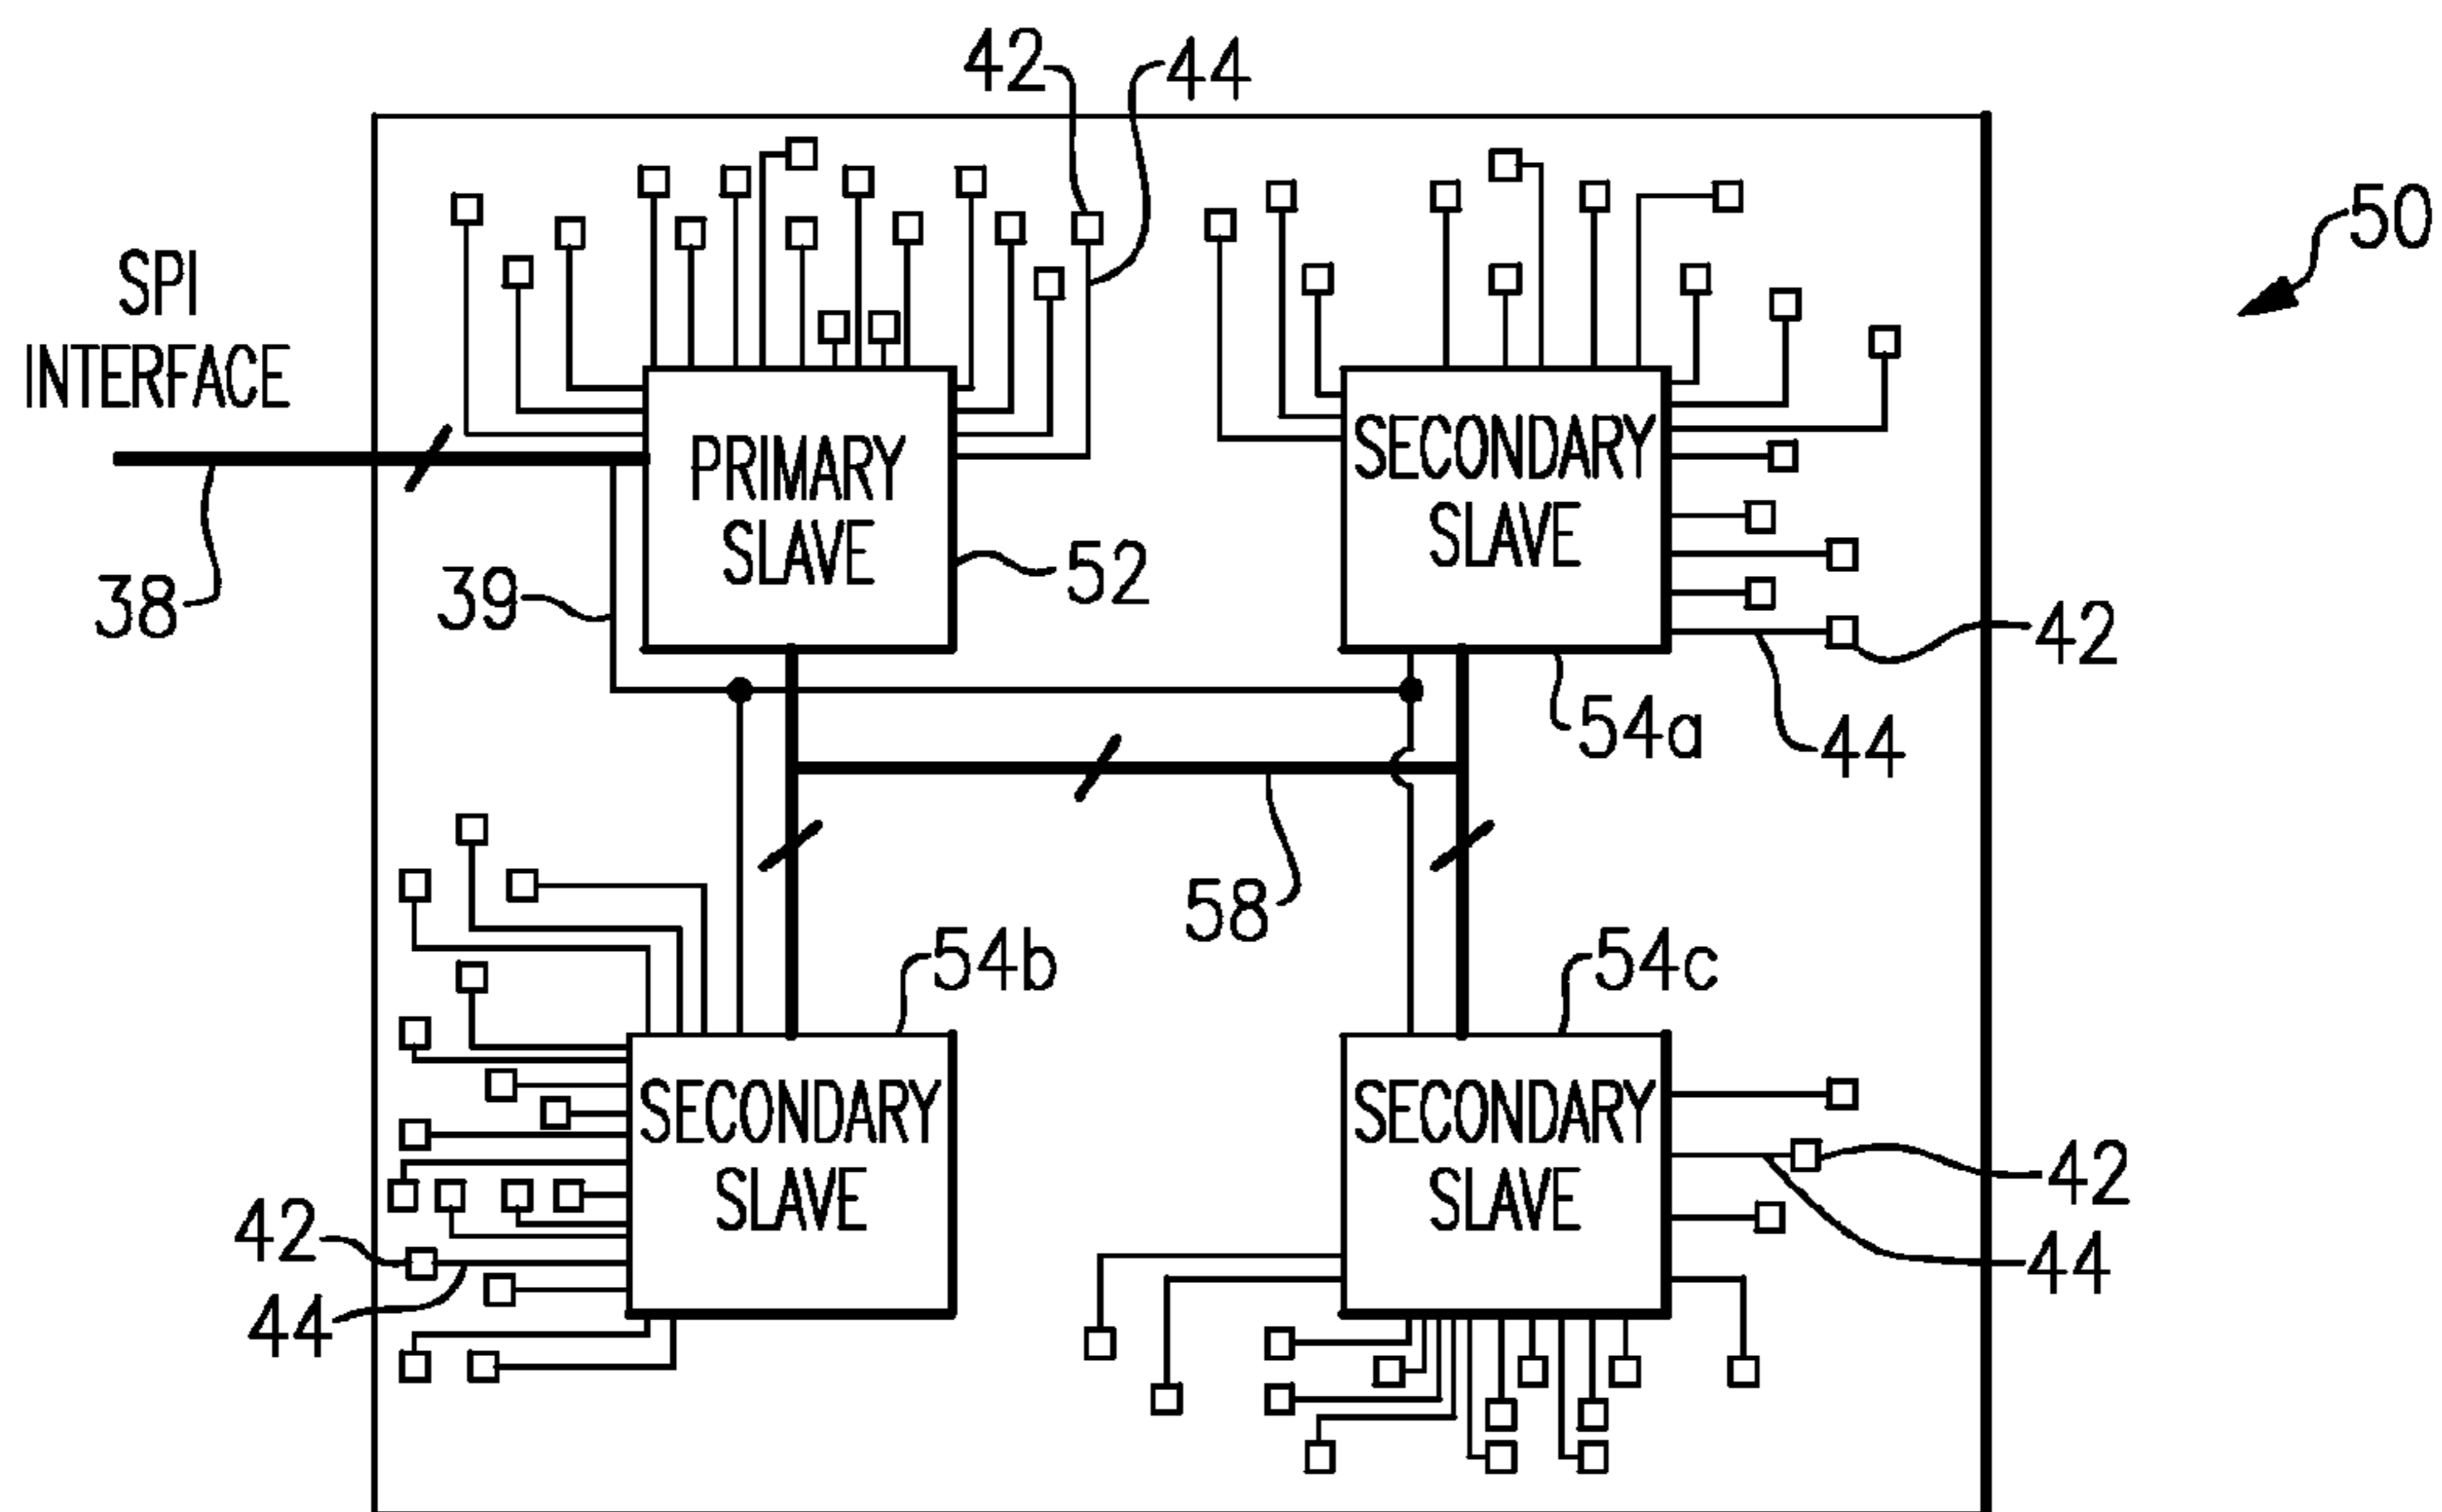 42
44
50
SPI
INTERFACE
PRIMARY
SLAVE
SECONDARY
SLAVE
38
39
52
42
54a
44
58
54b
54c
SECONDARY
SLAVE
SECONDARY
SLAVE
42
44
42
44